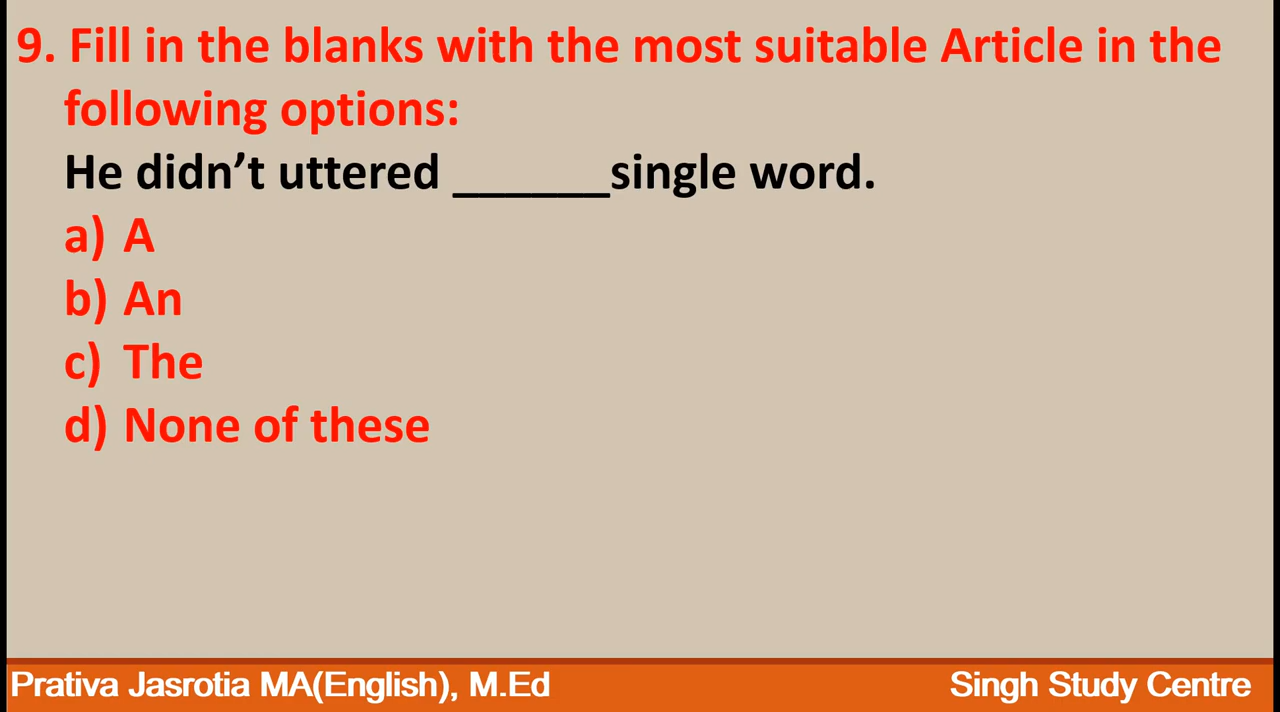 9. Fill in the blanks with the most suitable Article in the
following options:
He didn’t uttered ______single word.
a) A
b) An
c) The
d) None of these
Prativa Jasrotia MA(English), M.Ed
Singh Study Centre